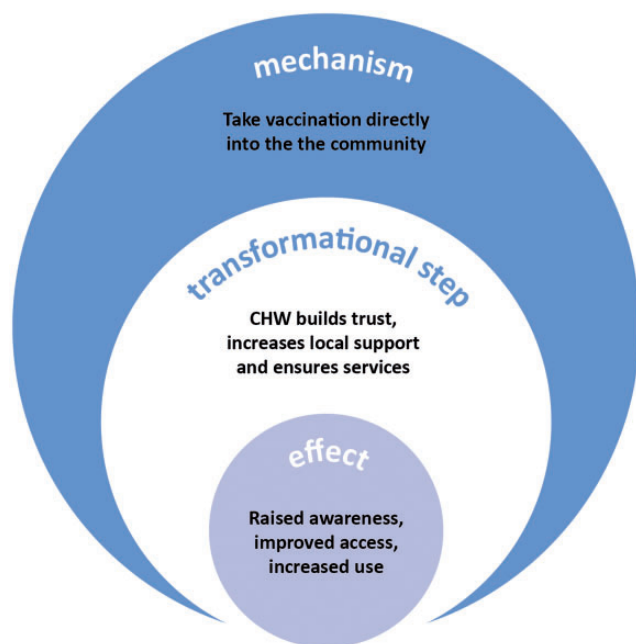 mechanism
Take vaccination directly
into the the community
transformational step
CHW builds trust,
increases local support
and ensures services
effect
Raised awareness,
improved access,
increased use